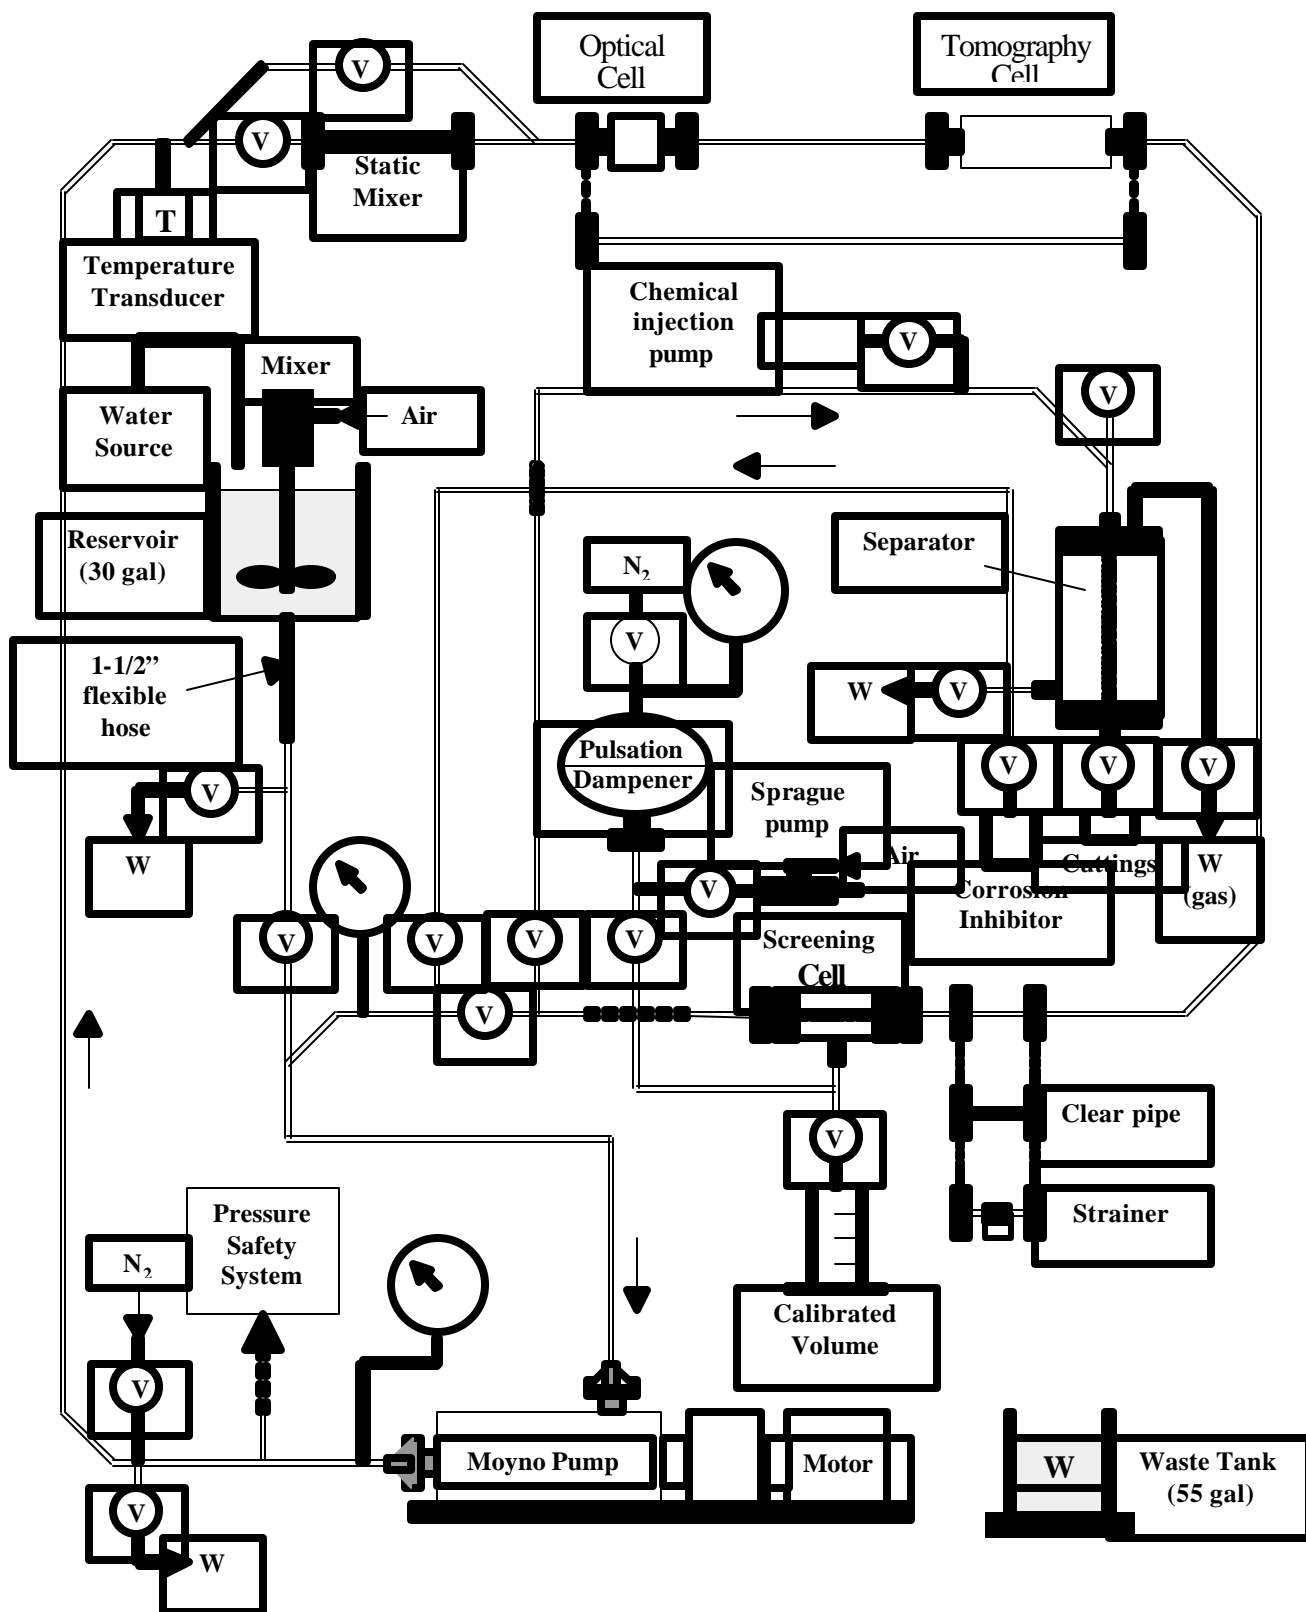 Optical
Cell
Tomography
Cell
V
V
Static
Mixer
T
Temperature
Transducer
Chemical
injection
pump
V
Mixer
Air
V
Water
Source
Reservoir
(30 gal)
Separator
N2
V
1-1/2”
flexible
hose
W
V
Pulsation
Dampener
V
V
V
V
Sprague
pump
Air
W
V
Cuttings
W
(gas)
Corrosion
Inhibitor
V
V
V
V
Screening
Cell
V
Clear pipe
V
Strainer
Pressure
Safety
System
N2
Calibrated
Volume
V
Moyno Pump
Motor
W
Waste Tank
(55 gal)
V
W